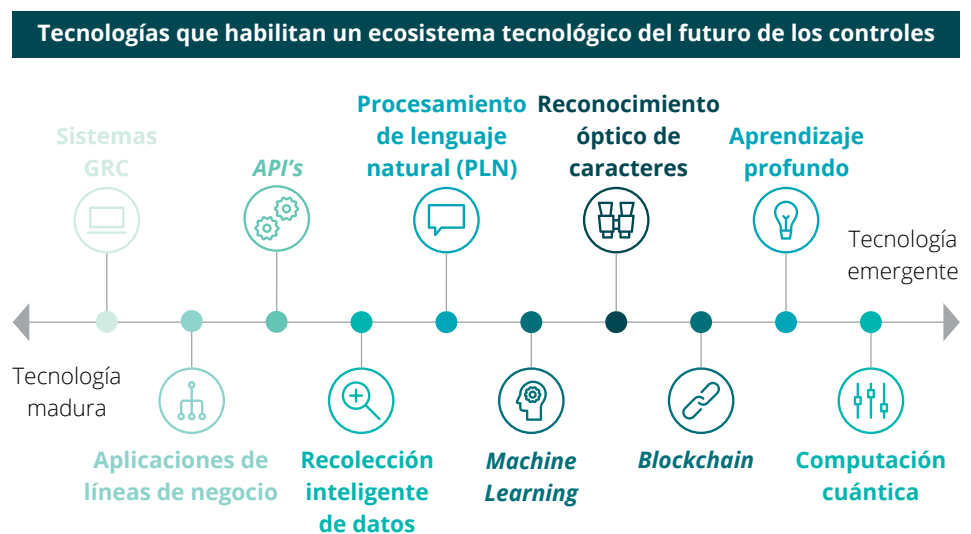 Tecnologías que habilitan un ecosistema tecnológico del futuro de los controles
Sistemas
GRC
API's
Procesamiento
de lenguaje
natural (PLN)
Reconocimiento
óptico de
caracteres
Aprendizaje
profundo
Tecnología
emergente
Tecnología
madura
Aplicaciones de
líneas de negocio
Recolección
inteligente
de datos
Machine
Learning
Blockchain
Computación
cuántica